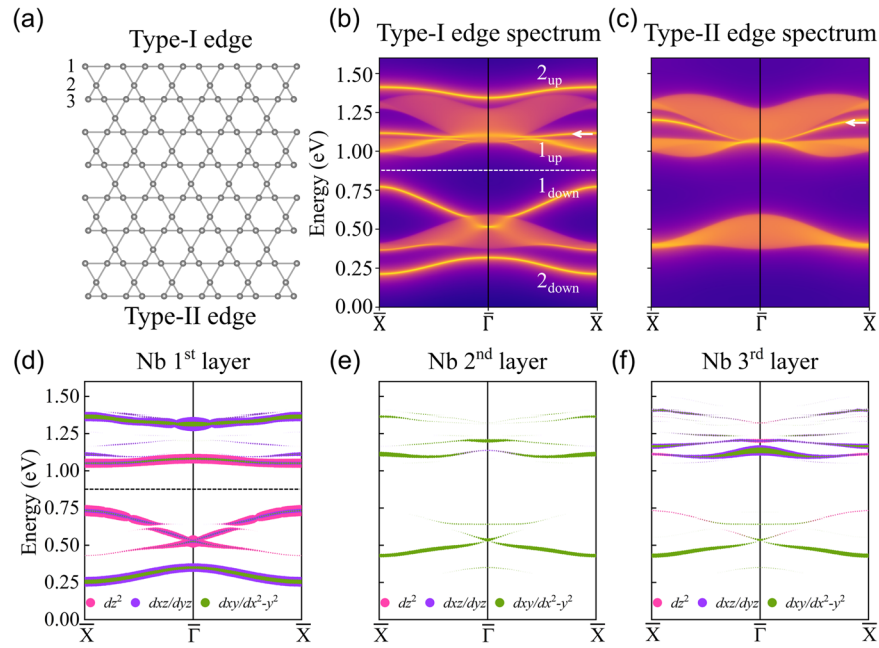 (a)
Type-I edge
1
2
3
Type-II edge
(b)
Type-I edge spectrum
Energy (eV)
1.50
1.25
1.00
0.75
0.50
0.25
0.00
2up
1up
1down
2down
X̅ Γ̅ X̅
(c)
Type-II edge spectrum
X̅ Γ̅ X̅
(d)
Nb 1st layer
Energy (eV)
1.50
1.25
1.00
0.75
0.50
0.25
0.00
dz² dxz/dyz dxy/dx²-y²
X̅ Γ̅ X̅
(e)
Nb 2nd layer
dz² dxz/dyz dxy/dx²-y²
X̅ Γ̅ X̅
(f)
Nb 3rd layer
dz² dxz/dyz dxy/dx²-y²
X̅ Γ̅ X̅